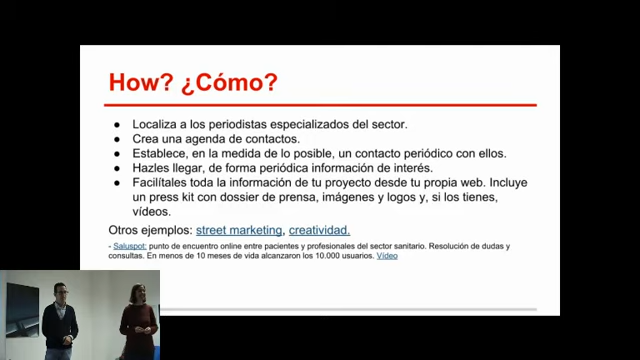 How? ¿Cómo?
● Localiza a los periodistas especializados del sector.
● Crea una agenda de contactos.
● Establece, en la medida de lo posible, un contacto periódico con ellos.
● Hazles llegar, de forma periódica información de interés.
● Facilítales toda la información de tu proyecto desde tu propia web. Incluye
un press kit con dossier de prensa, imágenes y logos y, si los tienes,
vídeos.
Otros ejemplos: street marketing, creatividad.
- Saluspot: punto de encuentro online entre pacientes y profesionales del sector sanitario. Resolución de dudas y
consultas. En menos de 10 meses de vida alcanzaron los 10.000 usuarios. Vídeo